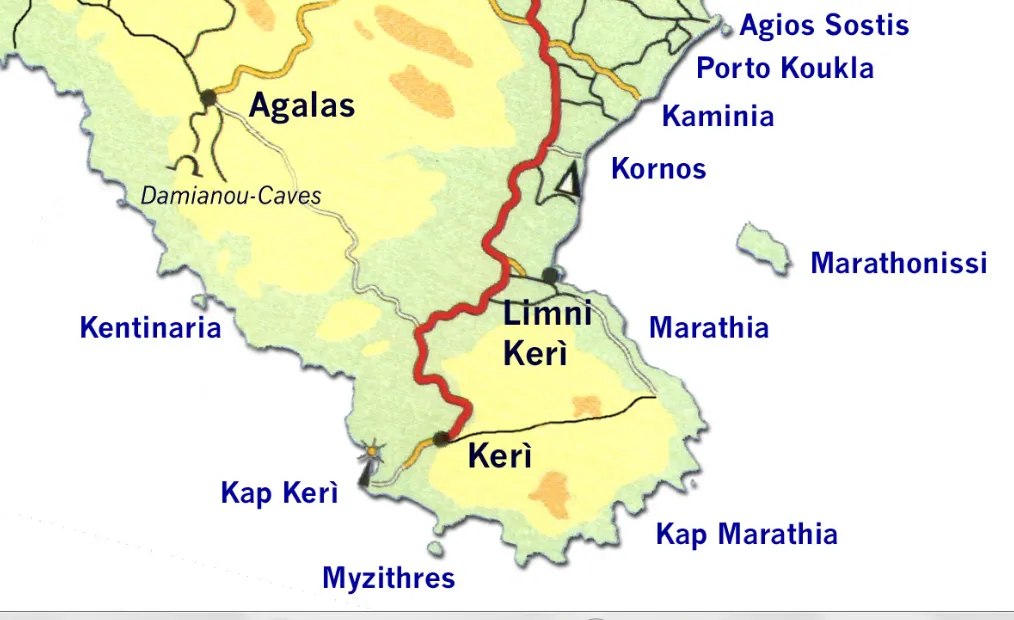 Agios Sostis
Porto Koukla
Agalas
Kaminia
Kornos
Damianou-Caves
Marathonissi
Limni
Kerì
Kentinaria
Marathia
Kerì
Kap Kerì
Kap Marathia
Myzithres